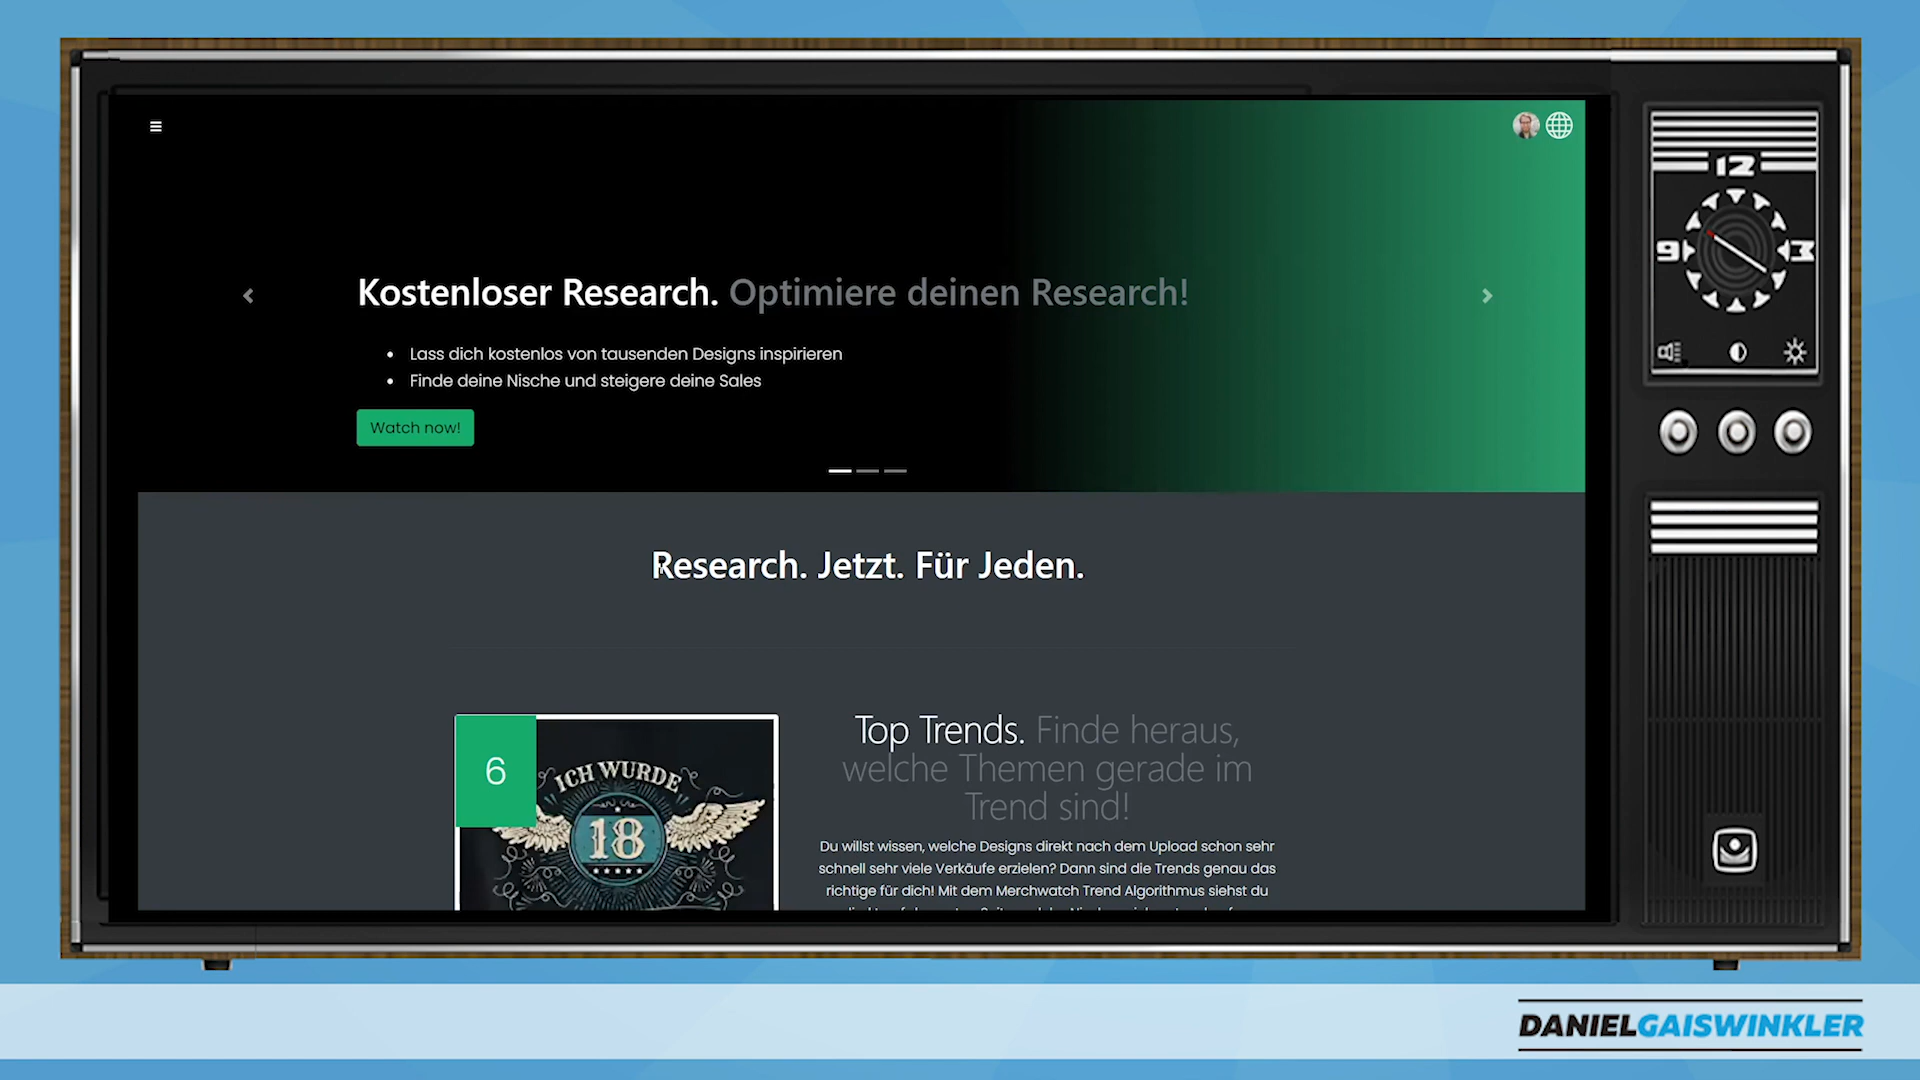 Kostenloser Research. Optimiere deinen Research!
• Lass dich kostenlos von tausenden Designs inspirieren
• Finde deine Nische und steigere deine Sales
Watch now!
Research. Jetzt. Für Jeden.
6
ICH WURDE
18
Top Trends. Finde heraus,
welche Themen gerade im
Trend sind!
Du willst wissen, welche Designs direkt nach dem Upload schon sehr
schnell sehr viele Verkäufe erzielen? Dann sind die Trends genau das
richtige für dich! Mit dem Merchwatch Trend Algorithmus siehst du
12
9
3
DANIELGAISWINKLER